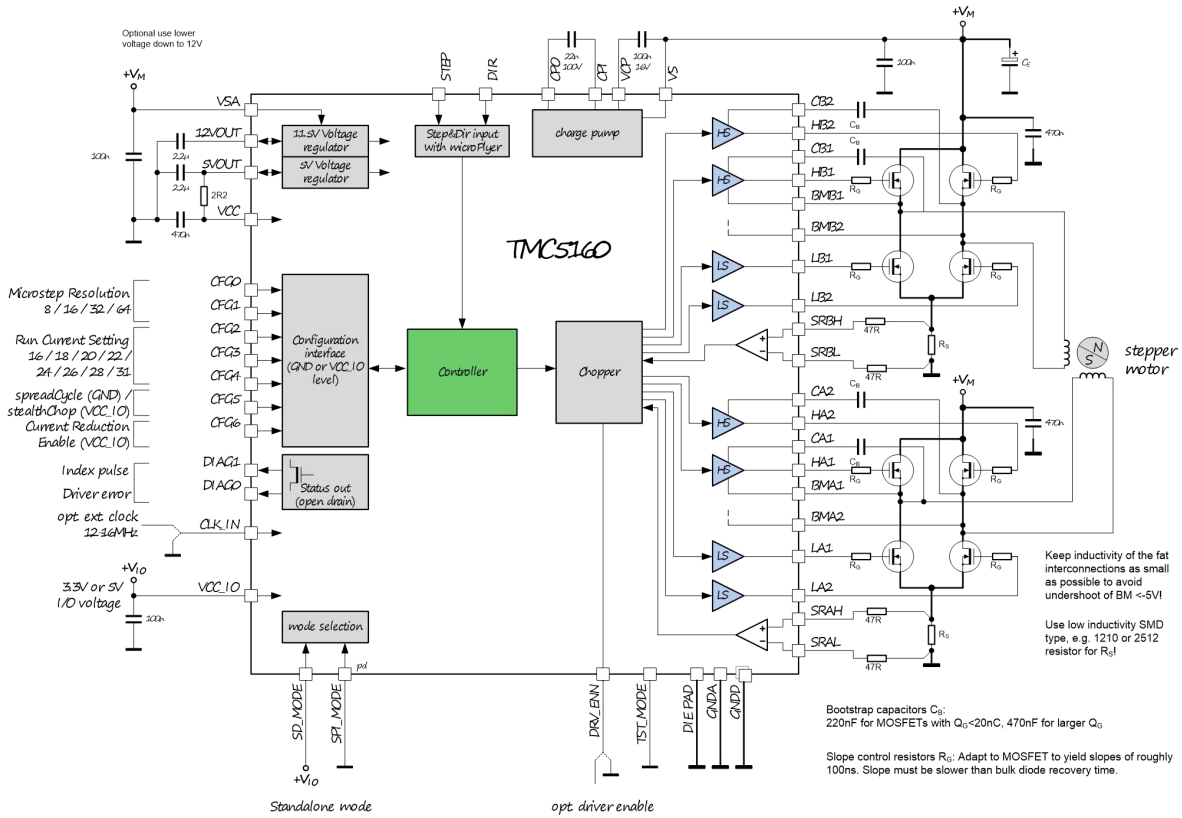 Optional use lower
voltage down to 12V
+VM
VSA
12VOUT
5VOUT
VCC
100n
2.2µ
2.2µ
2R2
470n
11.5V Voltage
regulator
5V Voltage
regulator
STEP
DIR
Step&Dir input
with microPlyer
CPO
22n
100V
CPI
VCP
100n
16V
VS
charge pump
+VM
100n
CE
+
470n
TMC5160
Microstep Resolution
8 / 16 / 32 / 64
Run Current Setting
16 / 18 / 20 / 22 /
24 / 26 / 28 / 31
spreadCycle (GND) /
stealthChop (VCC_IO)
Current Reduction
Enable (VCC_IO)
CFG0
CFG1
CFG2
CFG3
CFG4
CFG5
CFG6
Configuration
interface
(GND or VCC_IO
level)
Controller
Chopper
Index pulse
Driver error
DIAG1
DIAG0
Status out
(open drain)
opt. ext. clock
12-16MHz
CLK_IN
+VIO
3.3V or 5V
I/O voltage
VCC_IO
100n
mode selection
pd
SD_MODE
SPI_MODE
+VIO
Standalone mode
DRV_ENN
opt. driver enable
TST_MODE
DIE PAD
GNDA
GNDD
HS
HS
LS
LS
+
-
CB2
CB
HB2
CB1
CB
HB1
RG
RG
BMB1
BMB2
LB1
RG
RG
LB2
SRBH
47R
RS
SRBL
47R
N
S
stepper
motor
+VM
470n
HS
HS
LS
LS
+
-
CA2
CB
HA2
CA1
CB
HA1
RG
RG
BMA1
BMA2
LA1
RG
RG
LA2
SRAH
47R
RS
SRAL
47R
Keep inductivity of the fat
interconnections as small
as possible to avoid
undershoot of BM <-5V!
Use low inductivity SMD
type, e.g. 1210 or 2512
resistor for RS!
Bootstrap capacitors CB:
220nF for MOSFETs with QG<20nC, 470nF for larger QG
Slope control resistors RG: Adapt to MOSFET to yield slopes of roughly
100ns. Slope must be slower than bulk diode recovery time.